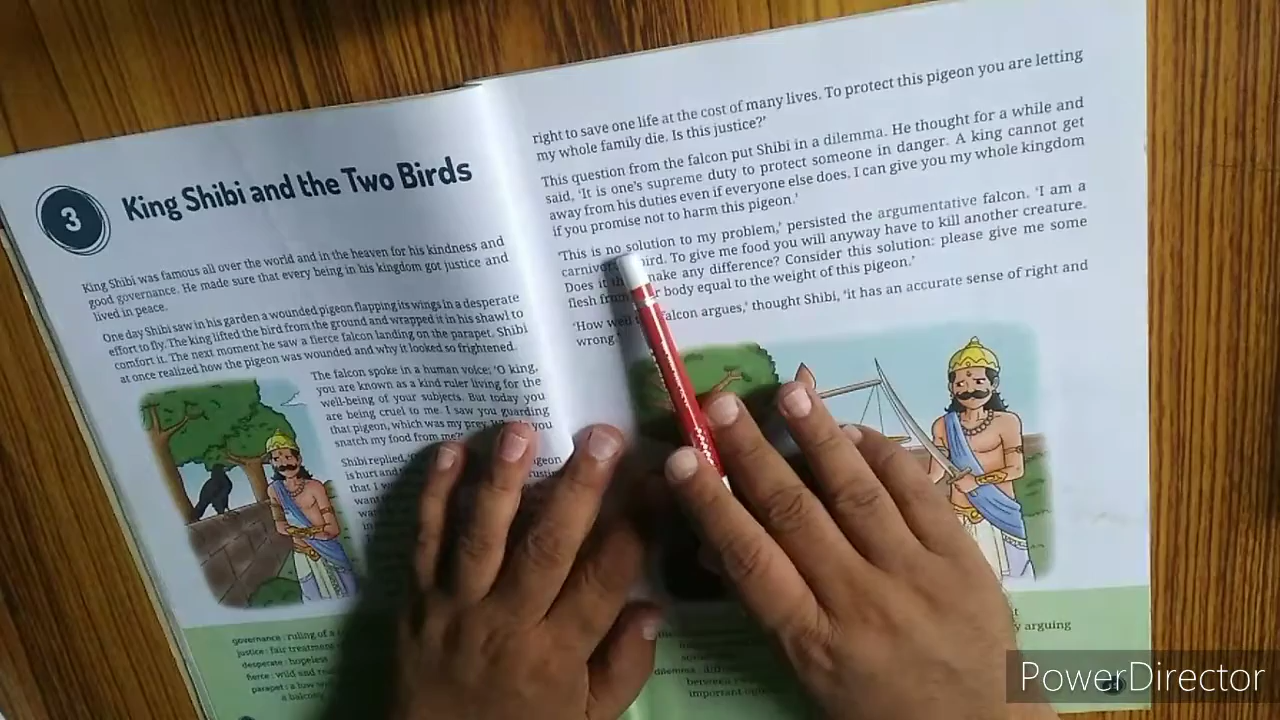 3
King Shibi and the Two Birds
King Shibi was famous all over the world and in the heaven for his kindness and
good governance. He made sure that every being in his kingdom got justice and
lived in peace.
One day Shibi saw in his garden a wounded pigeon flapping its wings in a desperate
effort to fly. The king lifted the bird from the ground and wrapped it in his shawl to
comfort it. The next moment he saw a fierce falcon landing on the parapet. Shibi
at once realized how the pigeon was wounded and why it looked so frightened.
The falcon spoke in a human voice; 'O king,
you are known as a kind ruler living for the
well-being of your subjects. But today you
are being cruel to me. I saw you guarding
that pigeon, which was my prey. you
snatch my food from me?'
Shibi replied,
is hurt and
that I
governance : ruling of a
justice : fair treatment
desperate : hopeless
fierce : wild and
parapet : a low
a balcony
right to save one life at the cost of many lives. To protect this pigeon you are letting
my whole family die. Is this justice?'
This question from the falcon put Shibi in a dilemma. He thought for a while and
said, 'It is one's supreme duty to protect someone in danger. A king cannot get
away from his duties even if everyone else does. I can give you my whole kingdom
if you promise not to harm this pigeon.'
'This is no solution to my problem,' persisted the argumentative falcon. 'I am a
bird. To give me food you will anyway have to kill another creature.
Does it make any difference? Consider this solution: please give me some
flesh body equal to the weight of this pigeon.'
'How well falcon argues,' thought Shibi, 'it has an accurate sense of right and
wrong.'
arguing
dilemma :
between
important
PowerDirector